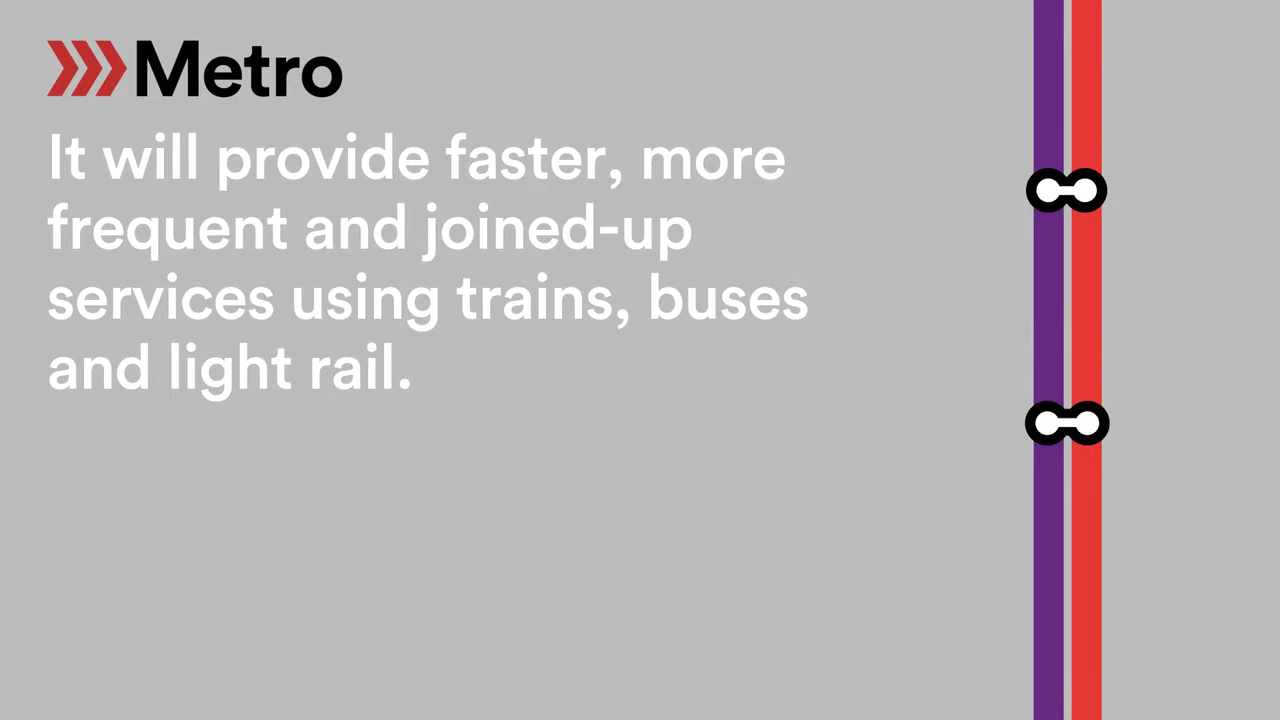 Metro
It will provide faster, more
frequent and joined-up
services using trains, buses
and light rail.